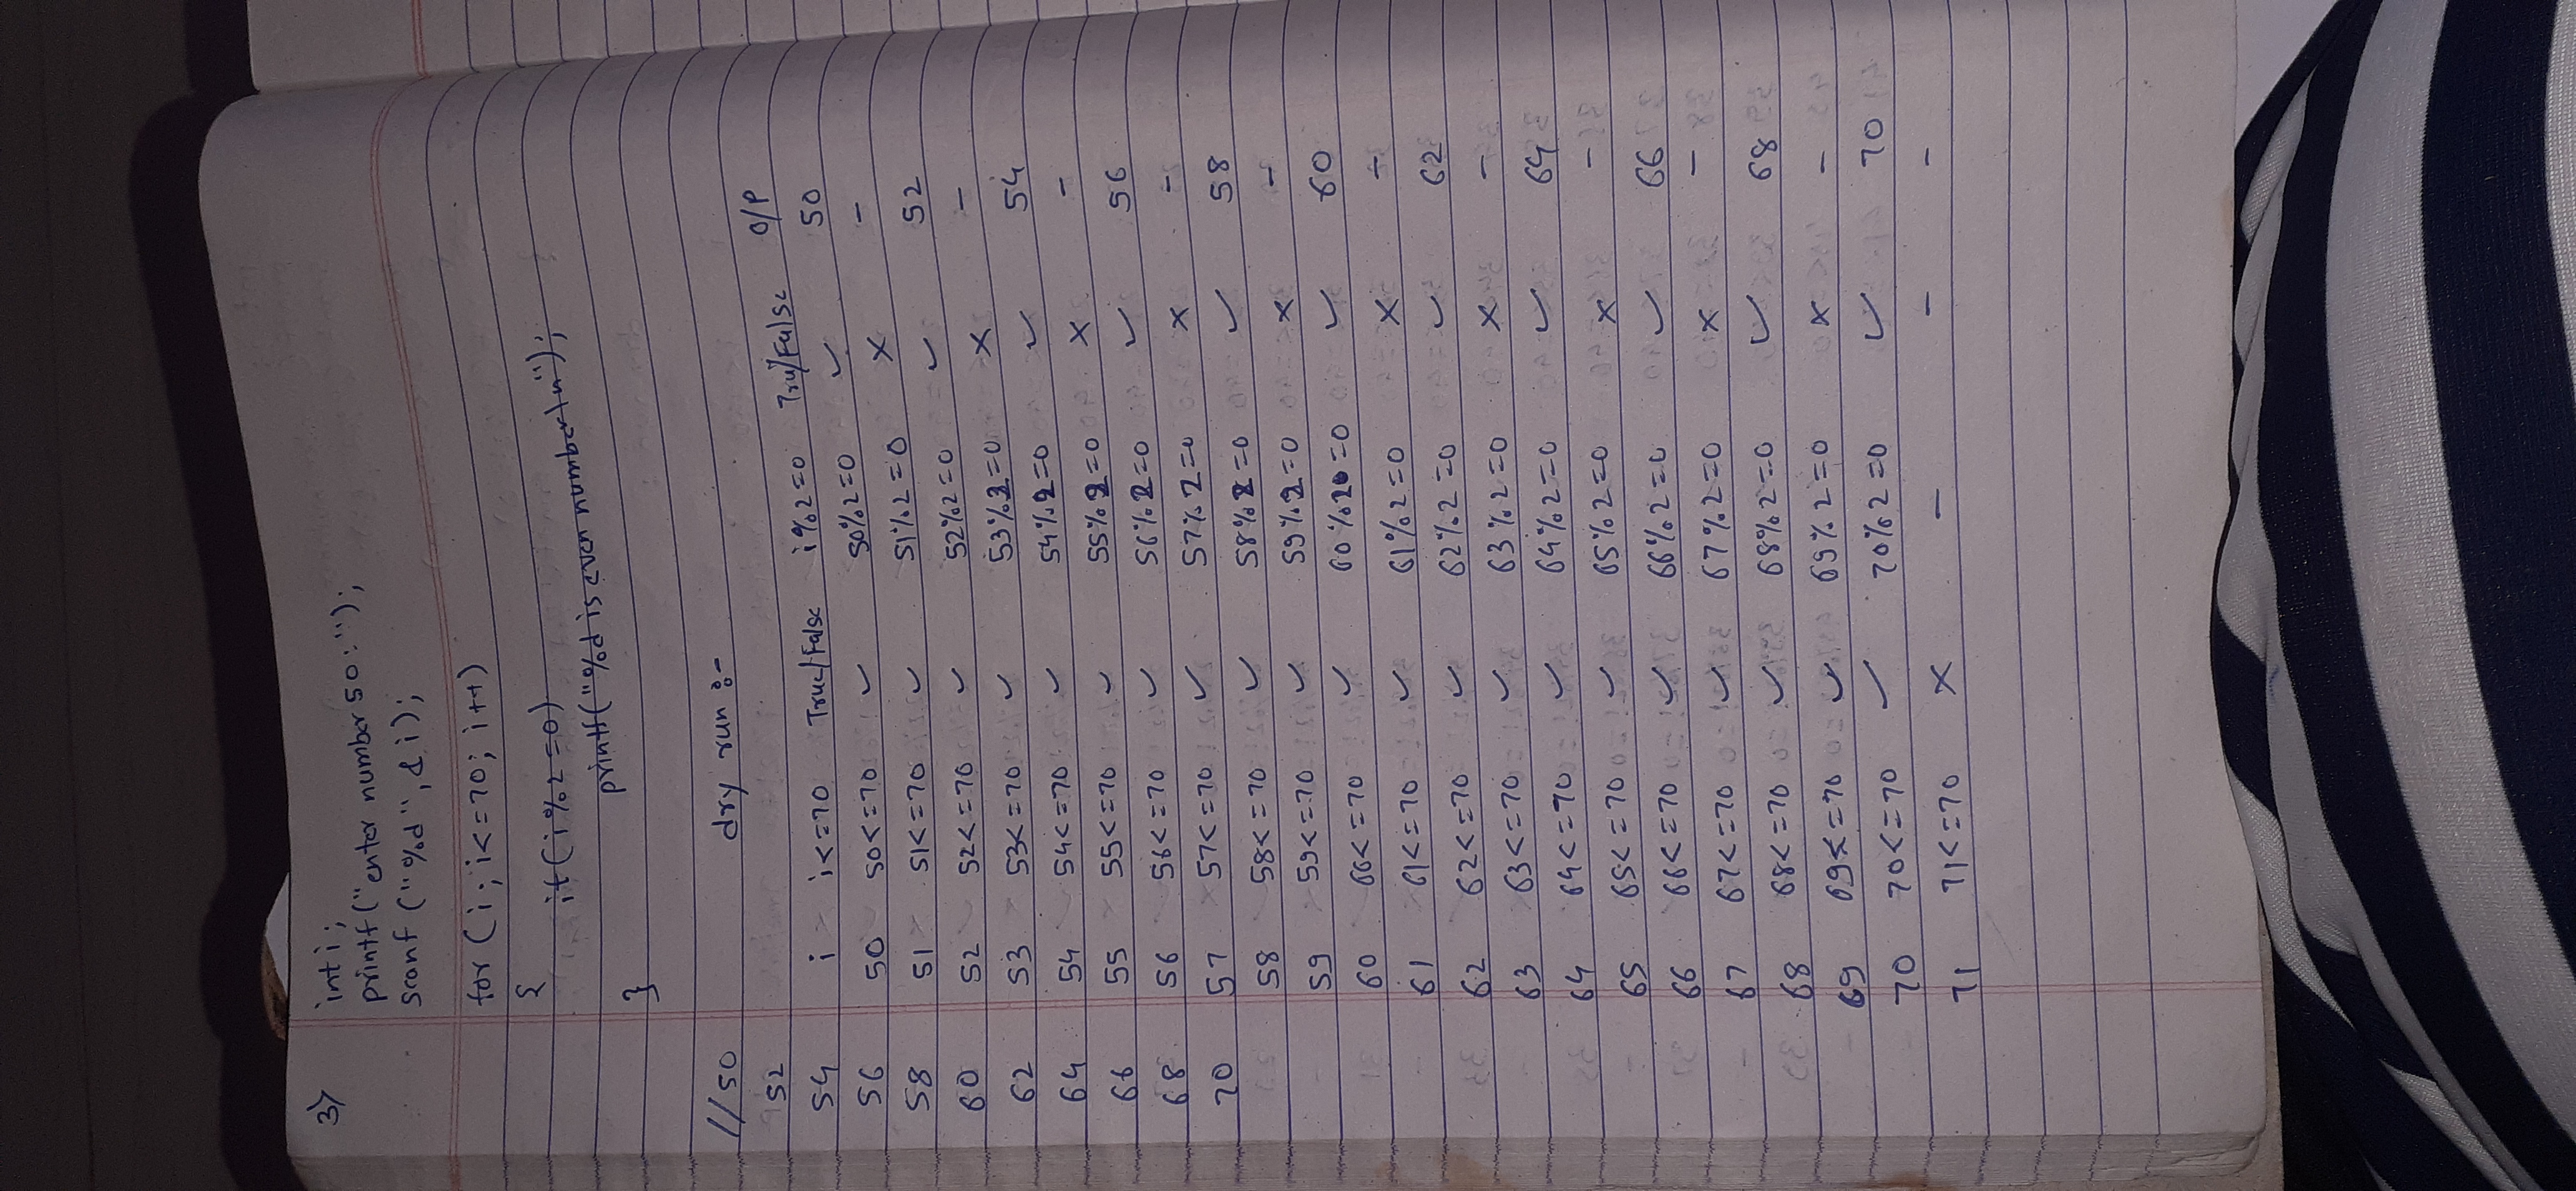 3) int i;
printf("enter number 50:");
scanf ("%d", &i);
for (i; i<=70; i++)
{
if (i%2=0)
printf("%d is even number\n");
}
//50 dry run :-
52
54 i i<=70 True/False i%2=0 Tru/False O/P
56 50 50<=70 ✓ 50%2=0 ✓ 50
58 51 51<=70 ✓ 51%2=0 × -
60 52 52<=70 ✓ 52%2=0 ✓ 52
62 53 53<=70 ✓ 53%2=0 × -
64 54 54<=70 ✓ 54%2=0 ✓ 54
66 55 55<=70 ✓ 55%2=0 × -
68 56 56<=70 ✓ 56%2=0 ✓ 56
70 57 57<=70 ✓ 57%2=0 × -
58 58<=70 ✓ 58%2=0 ✓ 58
59 59<=70 ✓ 59%2=0 × -
60 60<=70 ✓ 60%2=0 ✓ 60
61 61<=70 ✓ 61%2=0 × -
62 62<=70 ✓ 62%2=0 ✓ 62
63 63<=70 ✓ 63%2=0 × -
64 64<=70 ✓ 64%2=0 ✓ 64
65 65<=70 ✓ 65%2=0 × -
66 66<=70 ✓ 66%2=0 ✓ 66
67 67<=70 ✓ 67%2=0 × -
68 68<=70 ✓ 68%2=0 ✓ 68
69 69<=70 ✓ 69%2=0 × -
70 70<=70 ✓ 70%2=0 ✓ 70
71 71<=70 × - - -